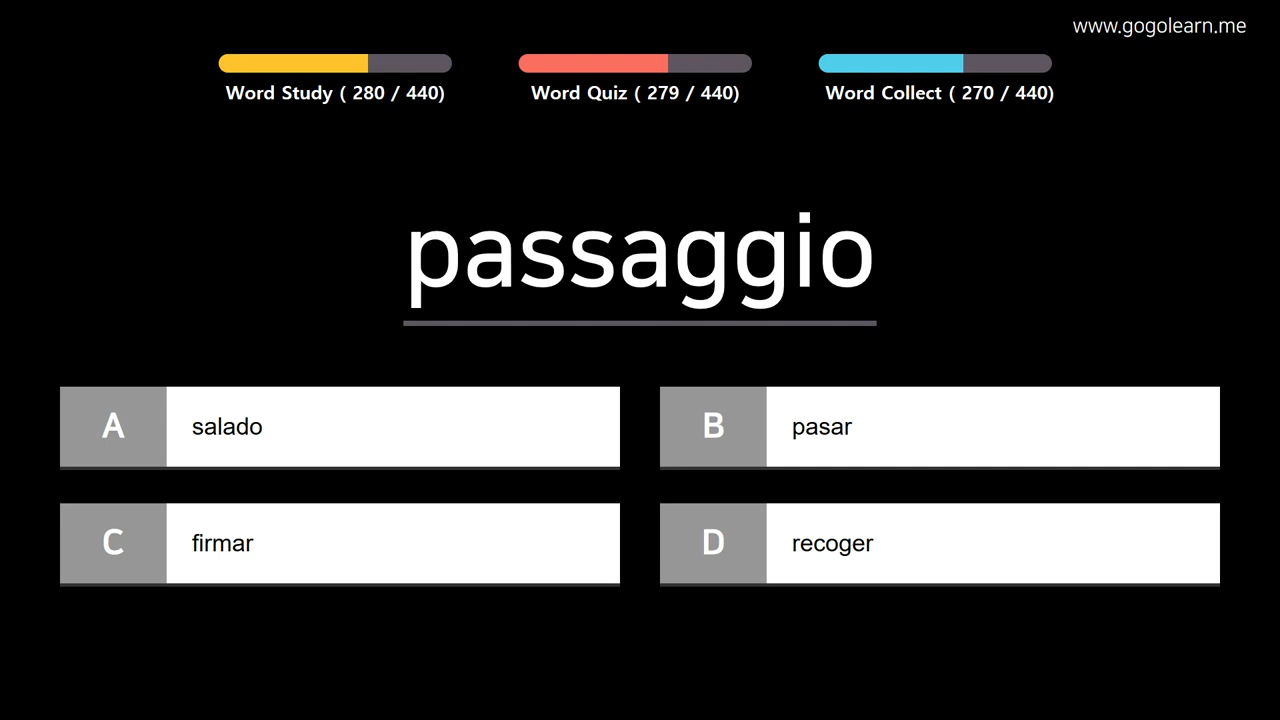 www.gogolearn.me
Word Study ( 280 / 440)
Word Quiz ( 279 / 440)
Word Collect ( 270 / 440)
passaggio
A salado
B pasar
C firmar
D recoger